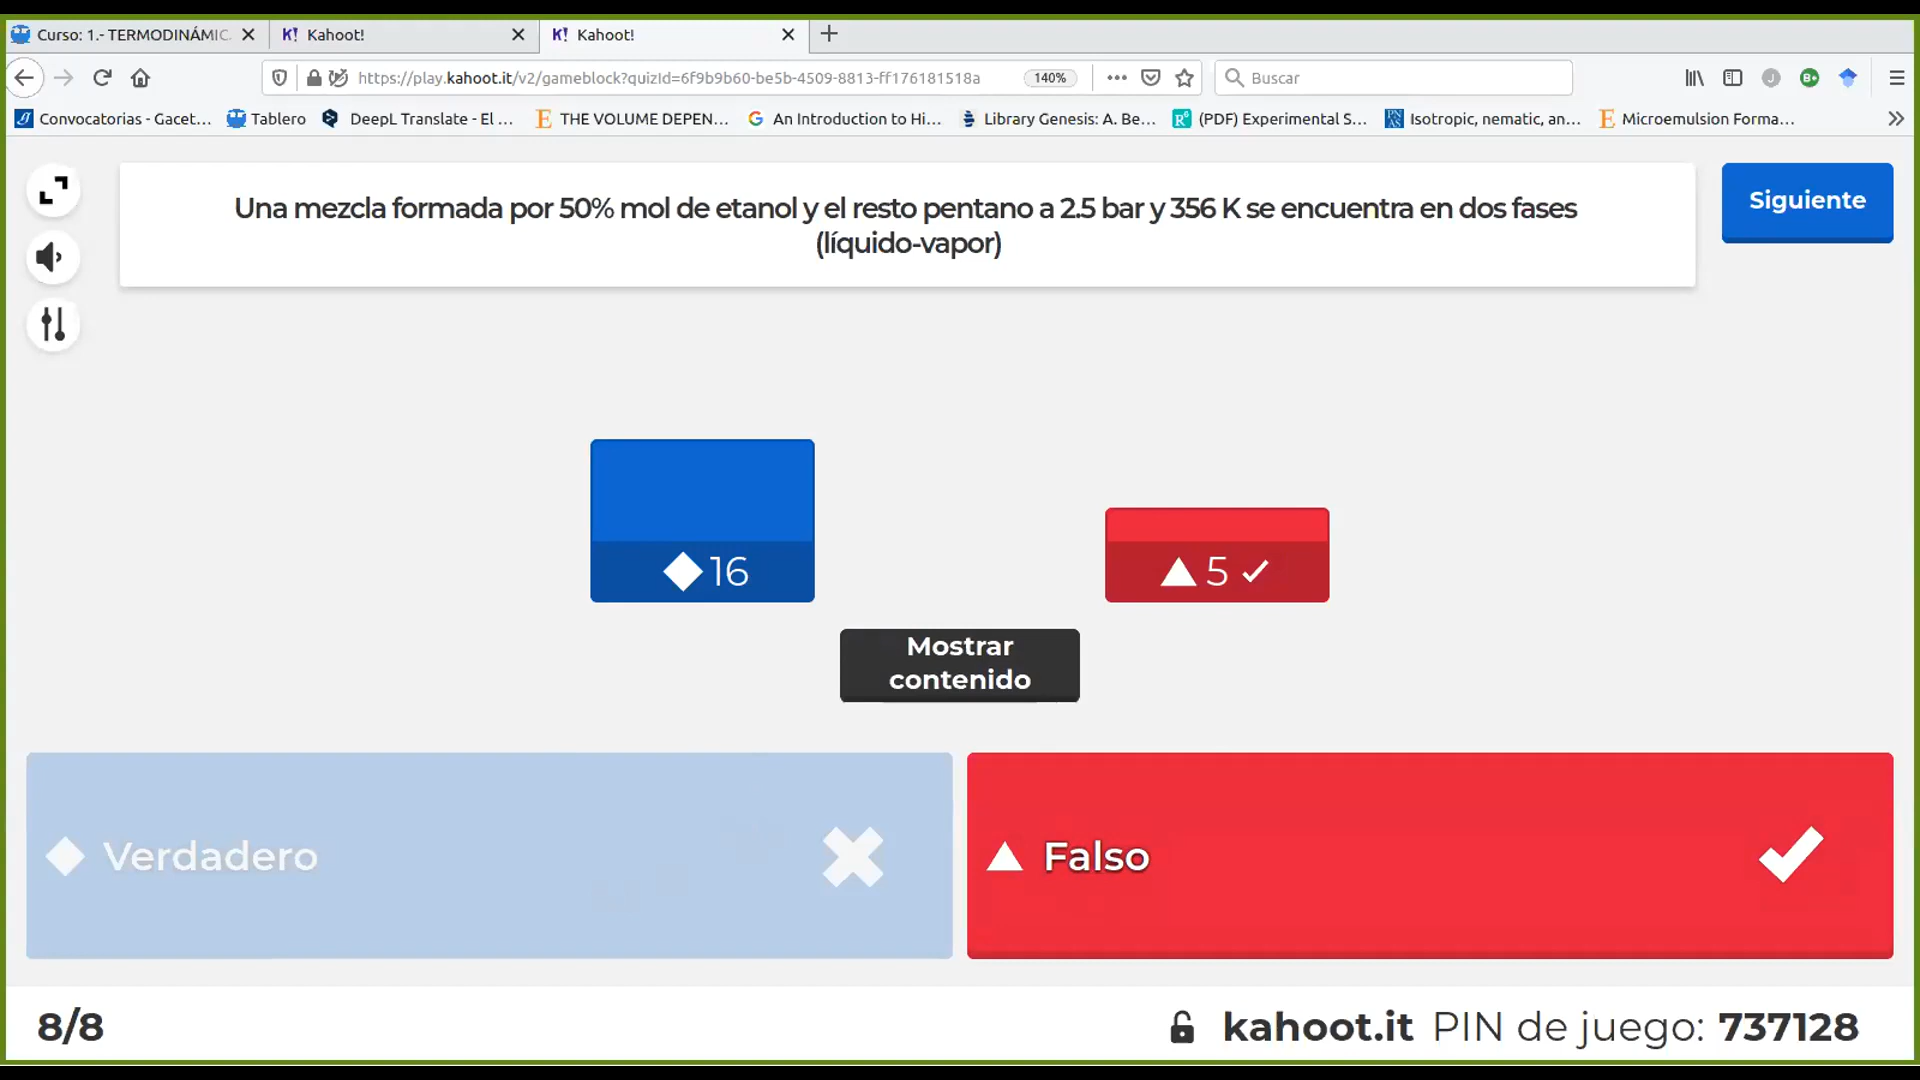 Curso: 1.- TERMODINÁMIC
K! Kahoot!
K! Kahoot!
https://play.kahoot.it/v2/gameblock?quizId=6f9b9b60-be5b-4509-8813-ff176181518a
140%
Buscar
Convocatorias - Gacet...
Tablero
DeepL Translate - El ...
THE VOLUME DEPEN...
An Introduction to Hi...
Library Genesis: A. Be...
(PDF) Experimental S...
Isotropic, nematic, an...
Microemulsion Forma...
Una mezcla formada por 50% mol de etanol y el resto pentano a 2.5 bar y 356 K se encuentra en dos fases
(líquido-vapor)
Siguiente
16
5
Mostrar
contenido
Verdadero
Falso
8/8
kahoot.it PIN de juego: 737128